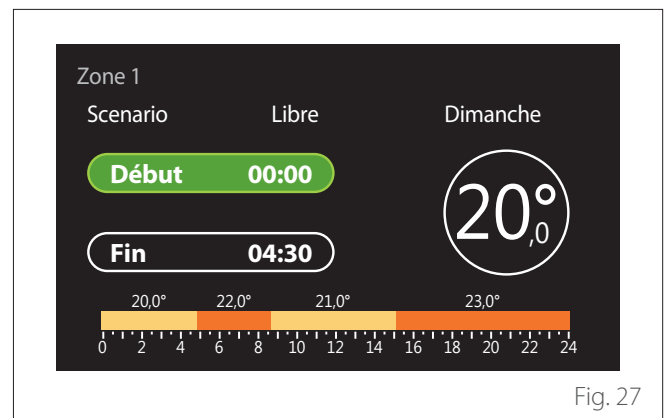 Zone 1
Scenario Libre Dimanche
Début 00:00
20,0°
Fin 04:30
20,0° 22,0° 21,0° 23,0°
0 2 4 6 8 10 12 14 16 18 20 22 24
Fig. 27